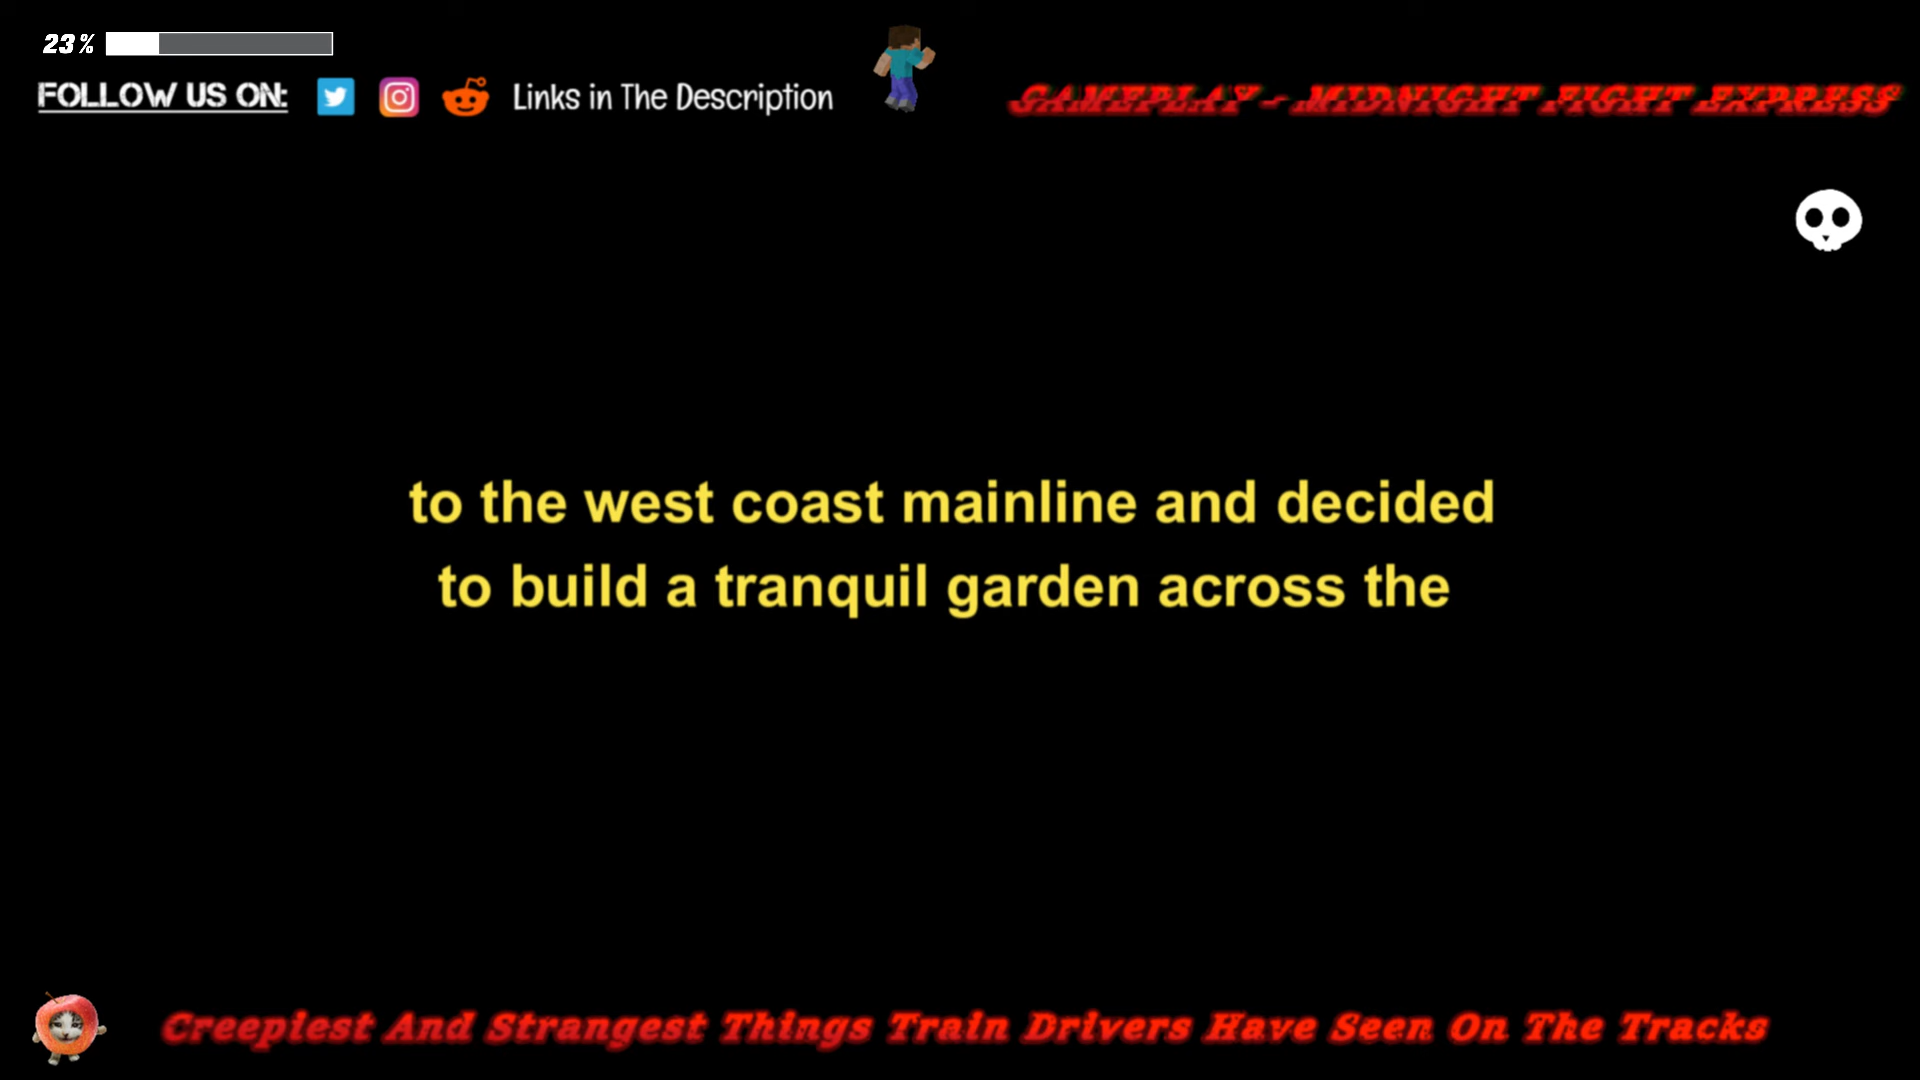 23%
FOLLOW US ON:
Links in The Description
GAMEPLAY - MIDNIGHT FIGHT EXPRESS
to the west coast mainline and decided
to build a tranquil garden across the
Creepiest And Strangest Things Train Drivers Have Seen On The Tracks